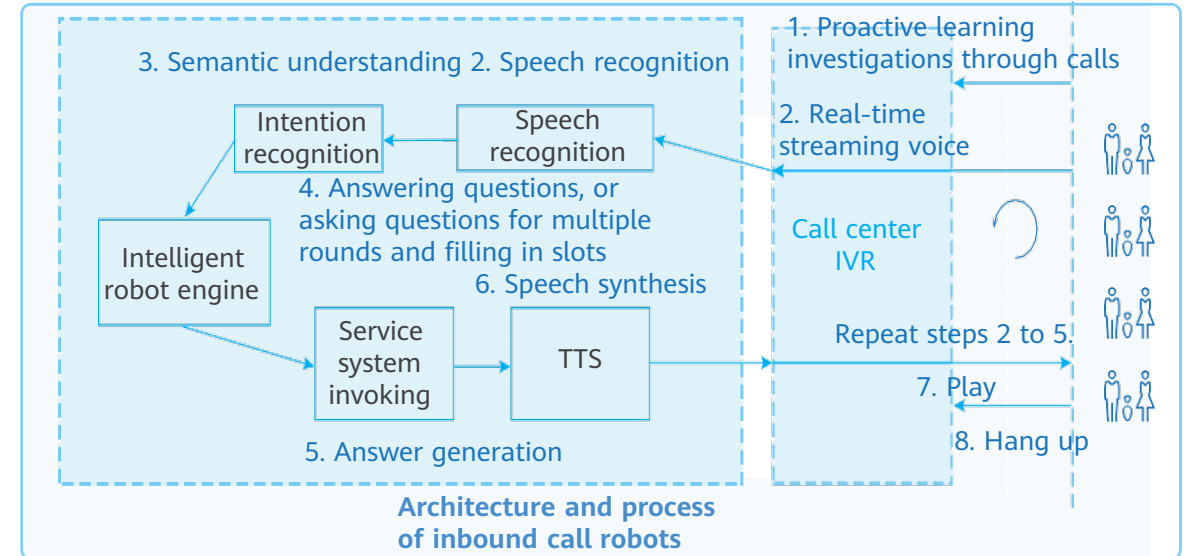 1. Proactive learning
investigations through calls
3. Semantic understanding
2. Speech recognition
2. Real-time
streaming voice
Intention
recognition
Speech
recognition
4. Answering questions, or
asking questions for multiple
rounds and filling in slots
Call center
IVR
Intelligent
robot engine
6. Speech synthesis
Service
system
invoking
TTS
Repeat steps 2 to 5.
7. Play
8. Hang up
5. Answer generation
Architecture and process
of inbound call robots